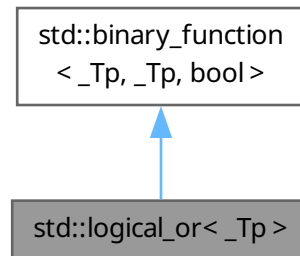 std::binary_function
< _Tp, _Tp, bool >
std::logical_or< _Tp >